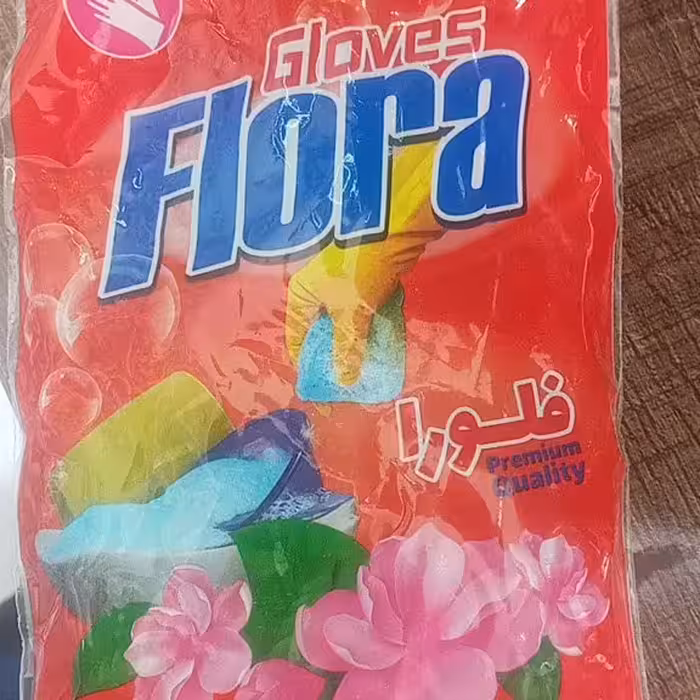 Gloves
Flora
فلورا
Premium
Quality